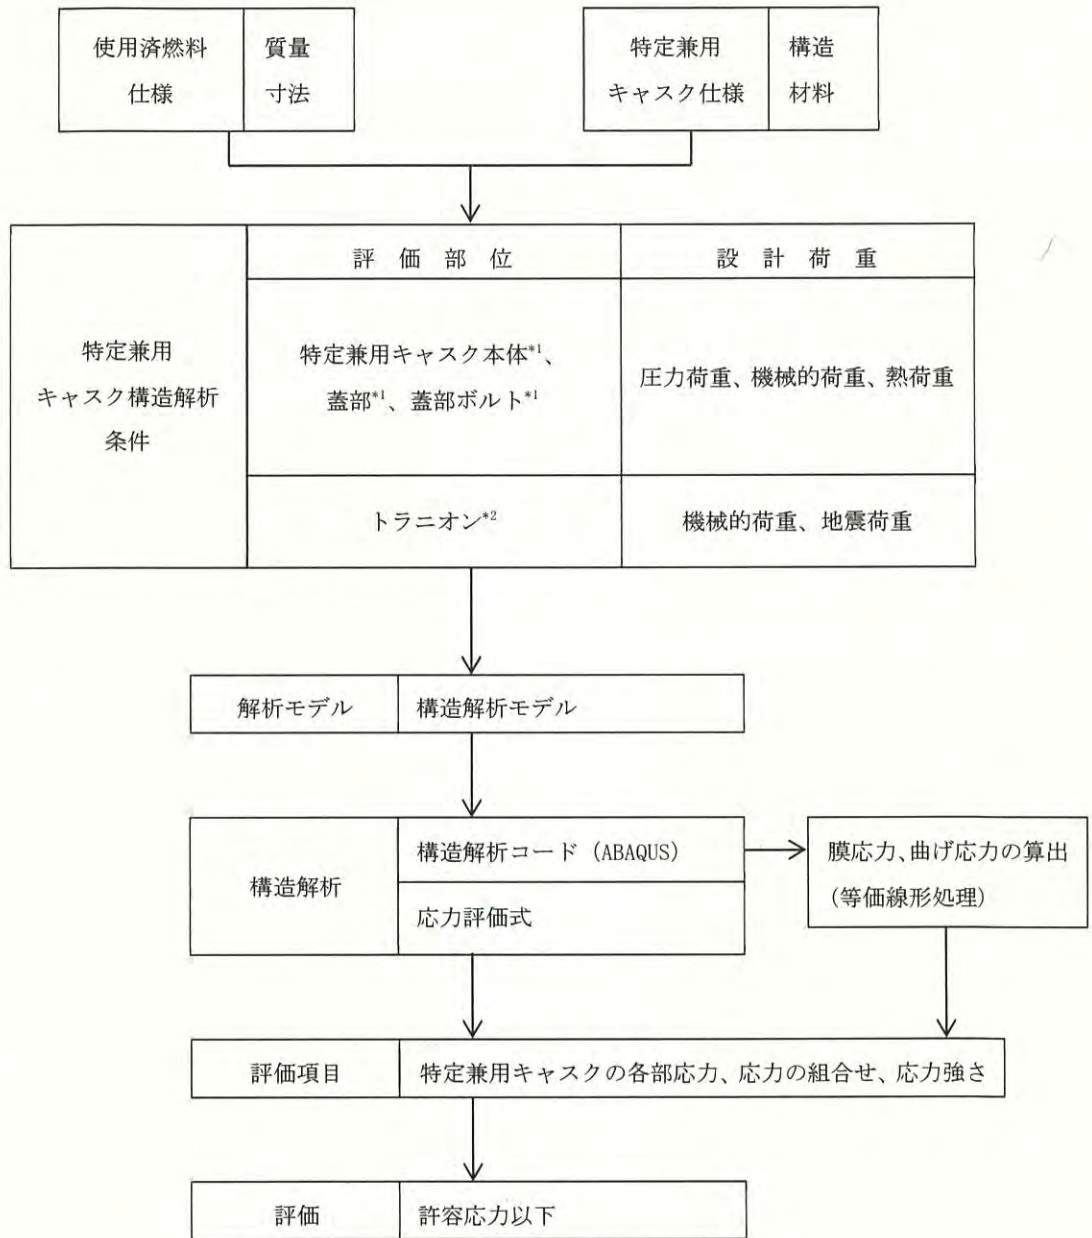 使用済燃料
仕様
質量
寸法
特定兼用
キャスク仕様
構造
材料
特定兼用
キャスク構造解析
条件
評価部位
設計荷重
特定兼用キャスク本体*1、
蓋部*1、蓋部ボルト*1
圧力荷重、機械的荷重、熱荷重
トラニオン*2
機械的荷重、地震荷重
解析モデル
構造解析モデル
構造解析
構造解析コード (ABAQUS)
応力評価式
膜応力、曲げ応力の算出
(等価線形処理)
評価項目
特定兼用キャスクの各部応力、応力の組合せ、応力強さ
評価
許容応力以下